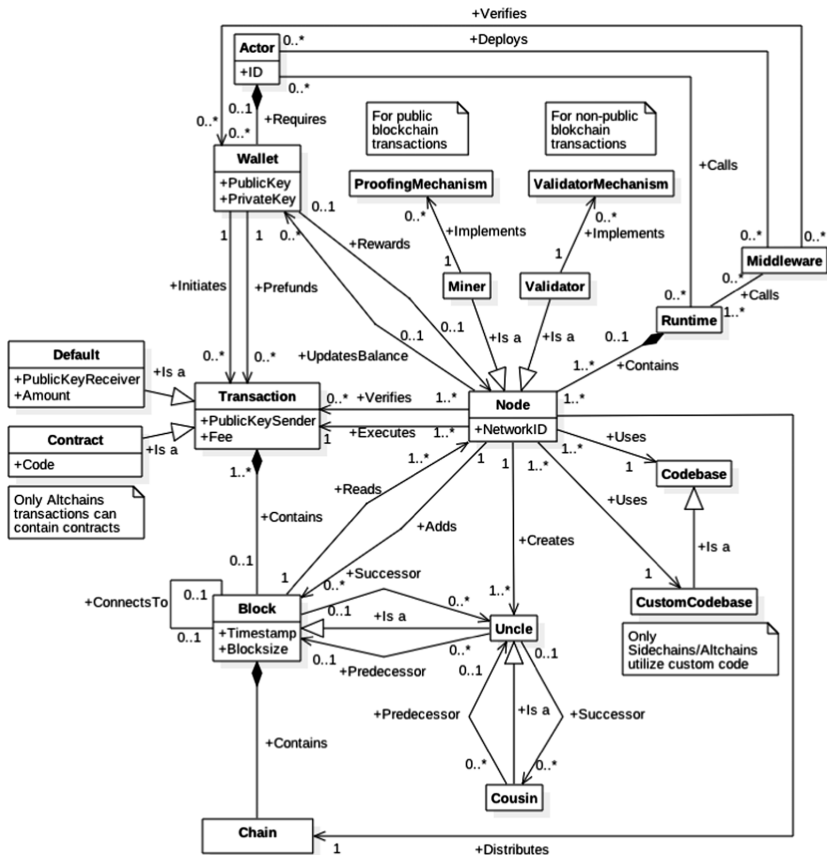 +Verifies
Actor
0..*
+Deploys
+ID
0..*
0..1
+Requires
0..*
0..*
For public
blockchain
transactions
For non-public
blokchain
transactions
Wallet
+PublicKey
+PrivateKey
ProofingMechanism
ValidatorMechanism
+Calls
0..1
0..*
0..*
1
1
0..*
+Implements
+Implements
0..*
0..*
+Rewards
1
1
Middleware
+Initiates
+Prefunds
Miner
Validator
0..*
0..*
+Calls
1..*
Runtime
0..1
0..1
+Is a
+Is a
0..1
Default
+PublicKeyReceiver
+Amount
+Is a
0..*
0..*
+UpdatesBalance
1..*
+Contains
Transaction
+PublicKeySender
+Fee
0..*
+Verifies
1..*
Node
+NetworkID
1..*
Contract
+Code
+Is a
1
+Executes
1..*
Only Altchains
transactions can
contain contracts
1..*
1..*
1
1
1..*
1..*
+Uses
1
Codebase
+Reads
+Uses
+Contains
+Adds
+Creates
+Is a
0..1
1
0..*
+Successor
1..*
1
+ConnectsTo
0..1
0..1
Block
+Timestamp
+Blocksize
0..1
+Is a
0..*
Uncle
CustomCodebase
0..1
0..*
+Predecessor
0..1
0..1
Only
Sidechains/Altchains
utilize custom code
+Predecessor
+Is a
+Successor
+Contains
0..*
0..*
Cousin
Chain
1
+Distributes